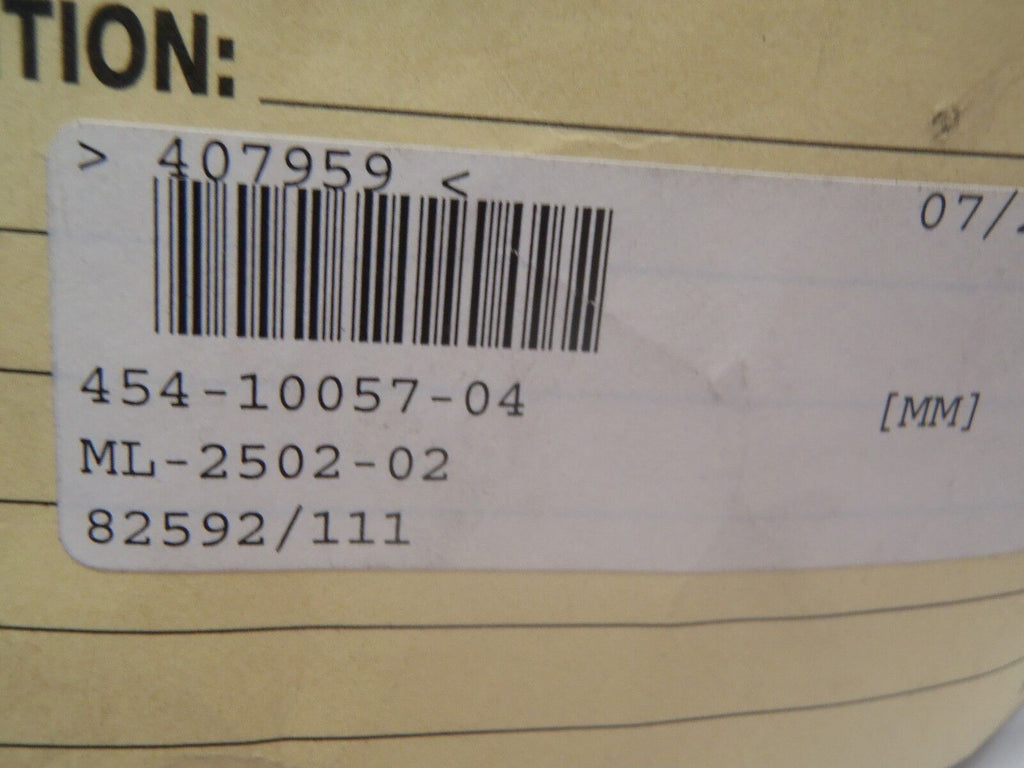 TION:
> 407959 <
07/
454-10057-04
[MM]
ML-2502-02
82592/111